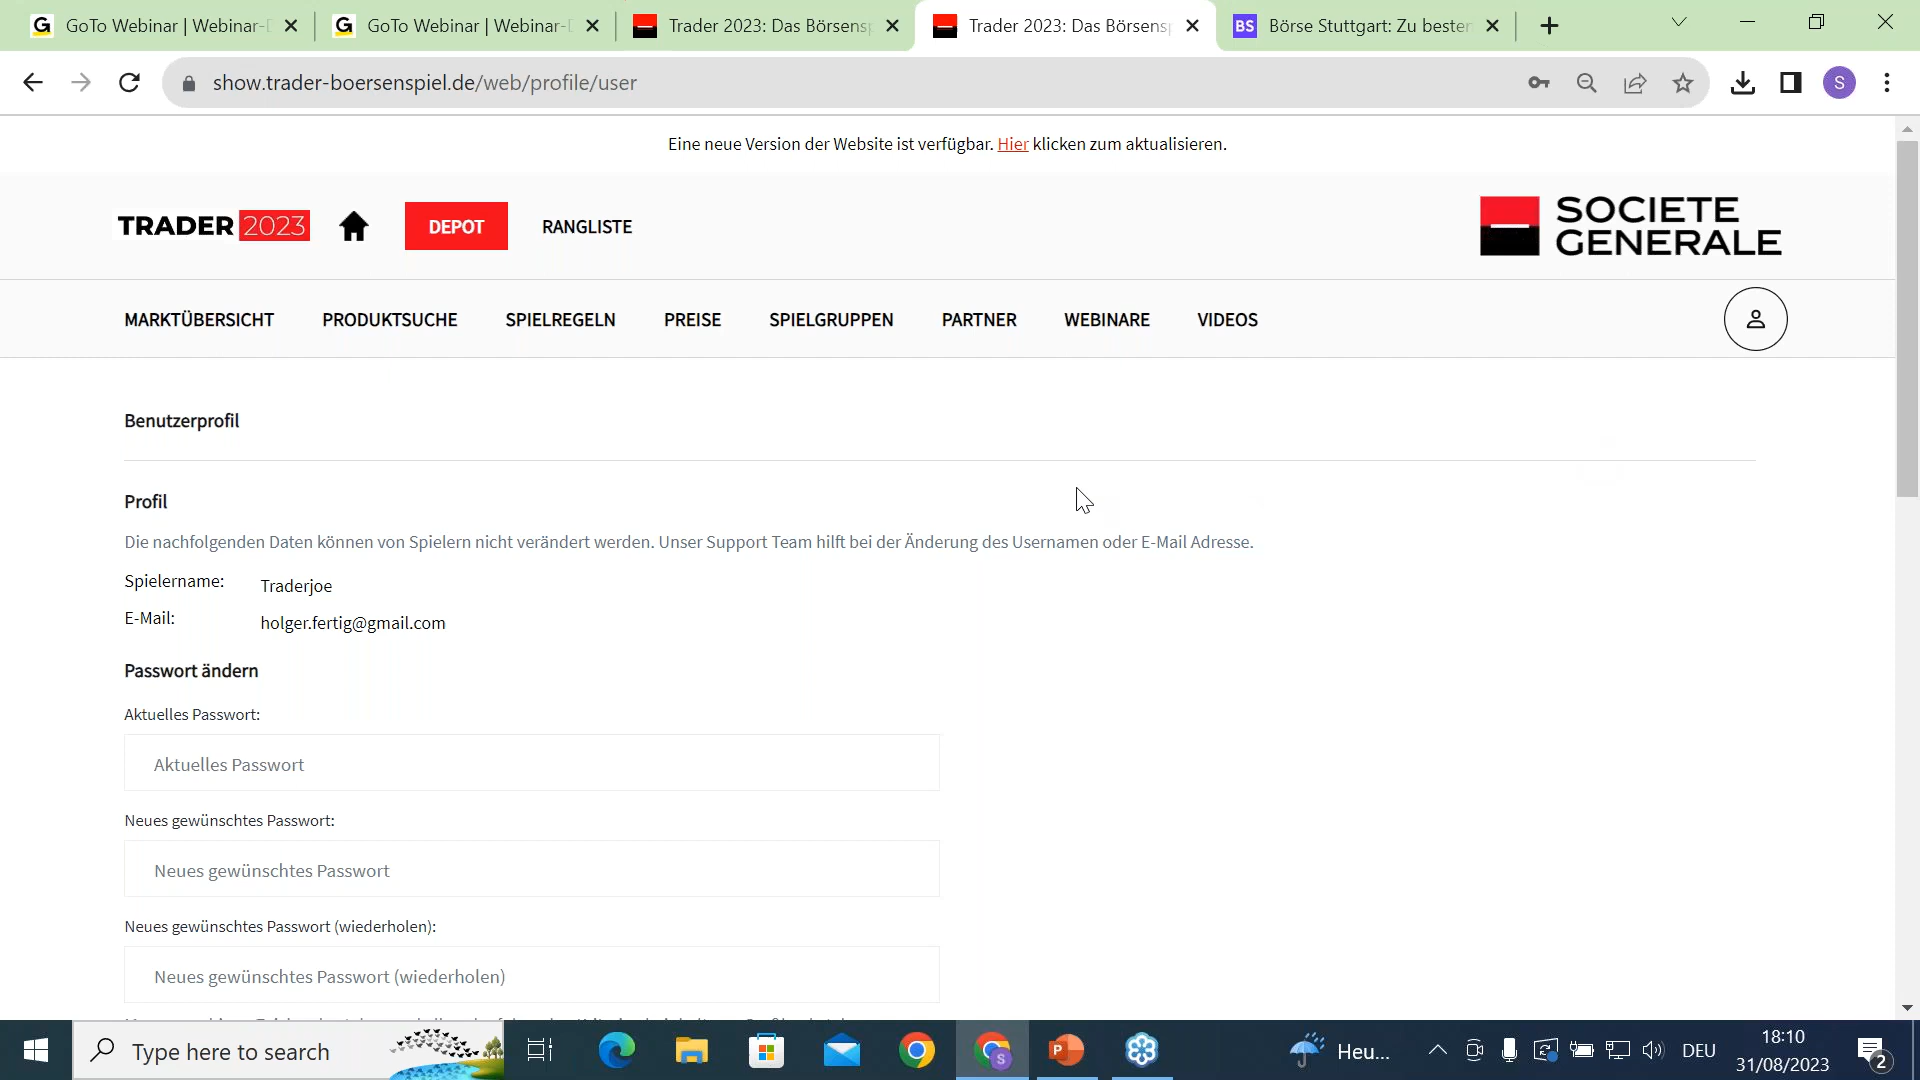 GoTo Webinar | Webinar-
GoTo Webinar | Webinar-
Trader 2023: Das Börsensp
Trader 2023: Das Börsensp
BS Börse Stuttgart: Zu besten
show.trader-boersenspiel.de/web/profile/user
S
Eine neue Version der Website ist verfügbar. Hier klicken zum aktualisieren.
TRADER 2023
DEPOT
RANGLISTE
SOCIETE
GENERALE
MARKTÜBERSICHT
PRODUKTSUCHE
SPIELREGELN
PREISE
SPIELGRUPPEN
PARTNER
WEBINARE
VIDEOS
Benutzerprofil
Profil
Die nachfolgenden Daten können von Spielern nicht verändert werden. Unser Support Team hilft bei der Änderung des Usernamen oder E-Mail Adresse.
Spielername: Traderjoe
E-Mail: holger.fertig@gmail.com
Passwort ändern
Aktuelles Passwort:
Aktuelles Passwort
Neues gewünschtes Passwort:
Neues gewünschtes Passwort
Neues gewünschtes Passwort (wiederholen):
Neues gewünschtes Passwort (wiederholen)
Type here to search
Heu...
DEU
18:10
31/08/2023
2